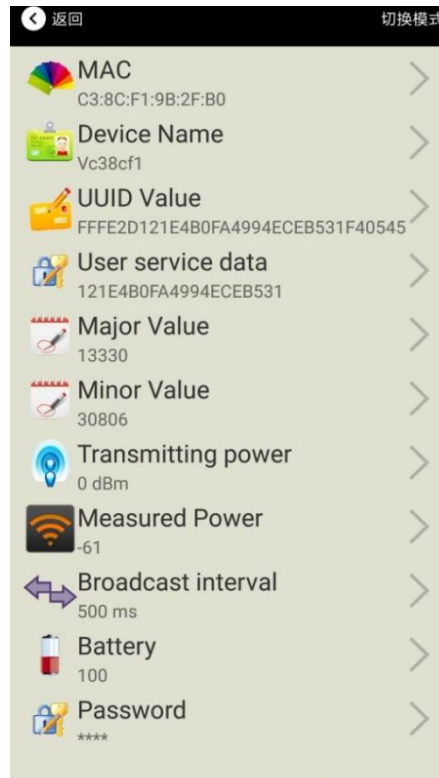 返回 切换模式
MAC
C3:8C:F1:9B:2F:B0
Device Name
Vc38cf1
UUID Value
FFFE2D121E4B0FA4994ECEB531F40545
User service data
121E4B0FA4994ECEB531
Major Value
13330
Minor Value
30806
Transmitting power
0 dBm
Measured Power
-61
Broadcast interval
500 ms
Battery
100
Password
****